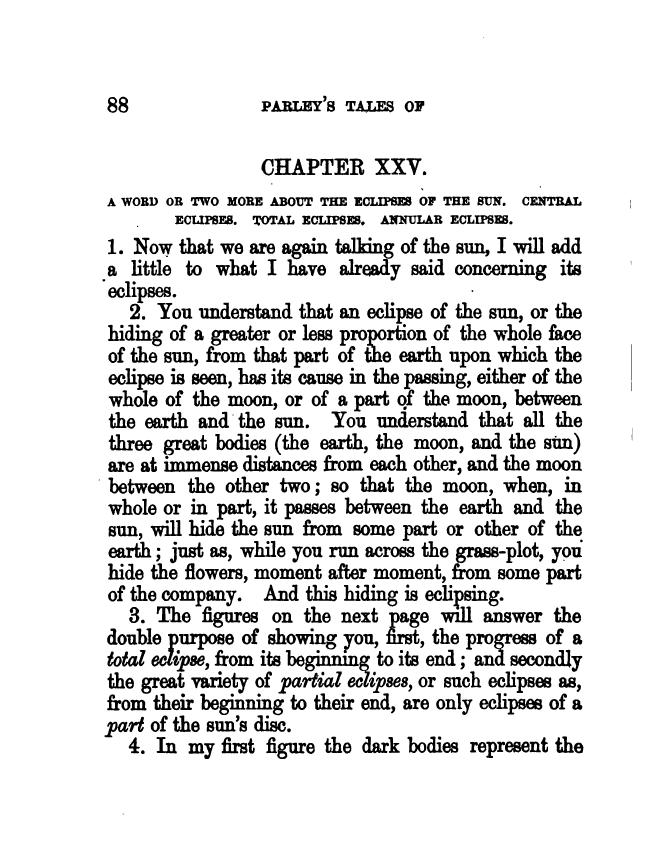 88 PARLEY'S TALES OF
CHAPTER XXV.
A WORD OR TWO MORE ABOUT THE ECLIPSES OF THE SUN. CENTRAL
ECLIPSES. TOTAL ECLIPSES. ANNULAR ECLIPSES.
1. Now that we are again talking of the sun, I will add
a little to what I have already said concerning its
eclipses.
2. You understand that an eclipse of the sun, or the
hiding of a greater or less proportion of the whole face
of the sun, from that part of the earth upon which the
eclipse is seen, has its cause in the passing, either of the
whole of the moon, or of a part of the moon, between
the earth and the sun. You understand that all the
three great bodies (the earth, the moon, and the sun)
are at immense distances from each other, and the moon
between the other two; so that the moon, when, in
whole or in part, it passes between the earth and the
sun, will hide the sun from some part or other of the
earth; just as, while you run across the grass-plot, you
hide the flowers, moment after moment, from some part
of the company. And this hiding is eclipsing.
3. The figures on the next page will answer the
double purpose of showing you, first, the progress of a
total eclipse, from its beginning to its end; and secondly
the great variety of partial eclipses, or such eclipses as,
from their beginning to their end, are only eclipses of a
part of the sun's disc.
4. In my first figure the dark bodies represent the